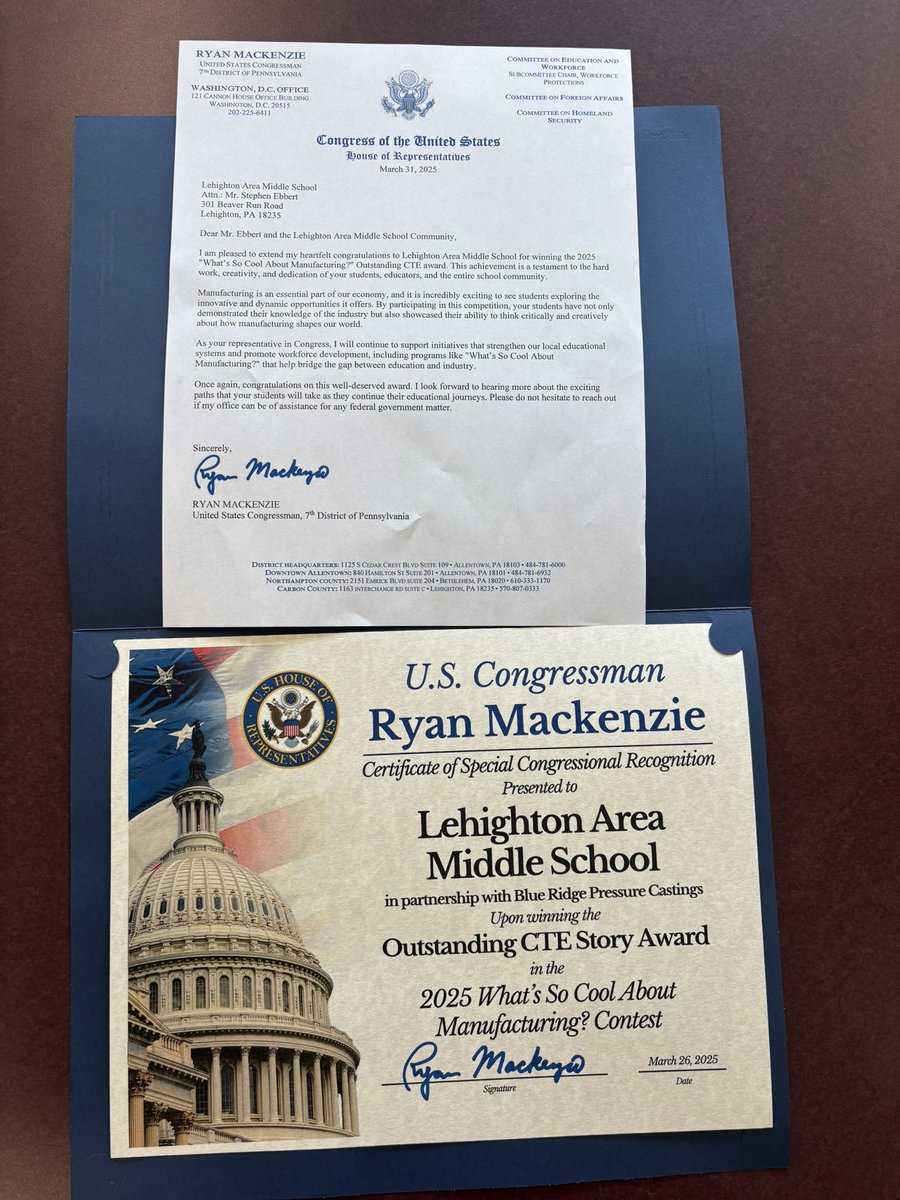 RYAN MACKENZIE
UNITED STATES CONGRESSMAN
7TH DISTRICT OF PENNSYLVANIA
WASHINGTON, D.C. OFFICE
121 CANNON HOUSE OFFICE BUILDING
WASHINGTON, D.C. 20515
202-225-6411
COMMITTEE ON EDUCATION AND
WORKFORCE
SUBCOMMITTEE CHAIR, WORKFORCE
PROTECTIONS
COMMITTEE ON FOREIGN AFFAIRS
COMMITTEE ON HOMELAND
SECURITY
Congress of the United States
House of Representatives
March 31, 2025
Lehighton Area Middle School
Attn.: Mr. Stephen Ebbert
301 Beaver Run Road
Lehighton, PA 18235
Dear Mr. Ebbert and the Lehighton Area Middle School Community,
I am pleased to extend my heartfelt congratulations to Lehighton Area Middle School for winning the 2025
"What's So Cool About Manufacturing?" Outstanding CTE award. This achievement is a testament to the hard
work, creativity, and dedication of your students, educators, and the entire school community.
Manufacturing is an essential part of our economy, and it is incredibly exciting to see students exploring the
innovative and dynamic opportunities it offers. By participating in this competition, your students have not only
demonstrated their knowledge of the industry but also showcased their ability to think critically and creatively
about how manufacturing shapes our world.
As your representative in Congress, I will continue to support initiatives that strengthen our local educational
systems and promote workforce development, including programs like "What's So Cool About
Manufacturing?" that help bridge the gap between education and industry.
Once again, congratulations on this well-deserved award. I look forward to hearing more about the exciting
paths that your students will take as they continue their educational journeys. Please do not hesitate to reach out
if my office can be of assistance for any federal government matter.
Sincerely,
Ryan Mackenzie
RYAN MACKENZIE
United States Congressman, 7th District of Pennsylvania
DISTRICT HEADQUARTERS: 1125 S CEDAR CREST BLVD SUITE 109 • ALLENTOWN, PA 18103 • 484-781-6000
DOWNTOWN ALLENTOWN: 840 HAMILTON ST SUITE 201 • ALLENTOWN, PA 18101 • 484-781-6932
NORTHAMPTON COUNTY: 2151 EMRICK BLVD SUITE 204 • BETHLEHEM, PA 18020 • 610-333-1170
CARBON COUNTY: 1163 INTERCHANGE RD SUITE C • LEHIGHTON, PA 18235 • 570-807-0333
U.S. HOUSE OF
REPRESENTATIVES
U.S. Congressman
Ryan Mackenzie
Certificate of Special Congressional Recognition
Presented to
Lehighton Area
Middle School
in partnership with Blue Ridge Pressure Castings
Upon winning the
Outstanding CTE Story Award
in the
2025 What's So Cool About
Manufacturing? Contest
Ryan Mackenzie
Signature
March 26, 2025
Date